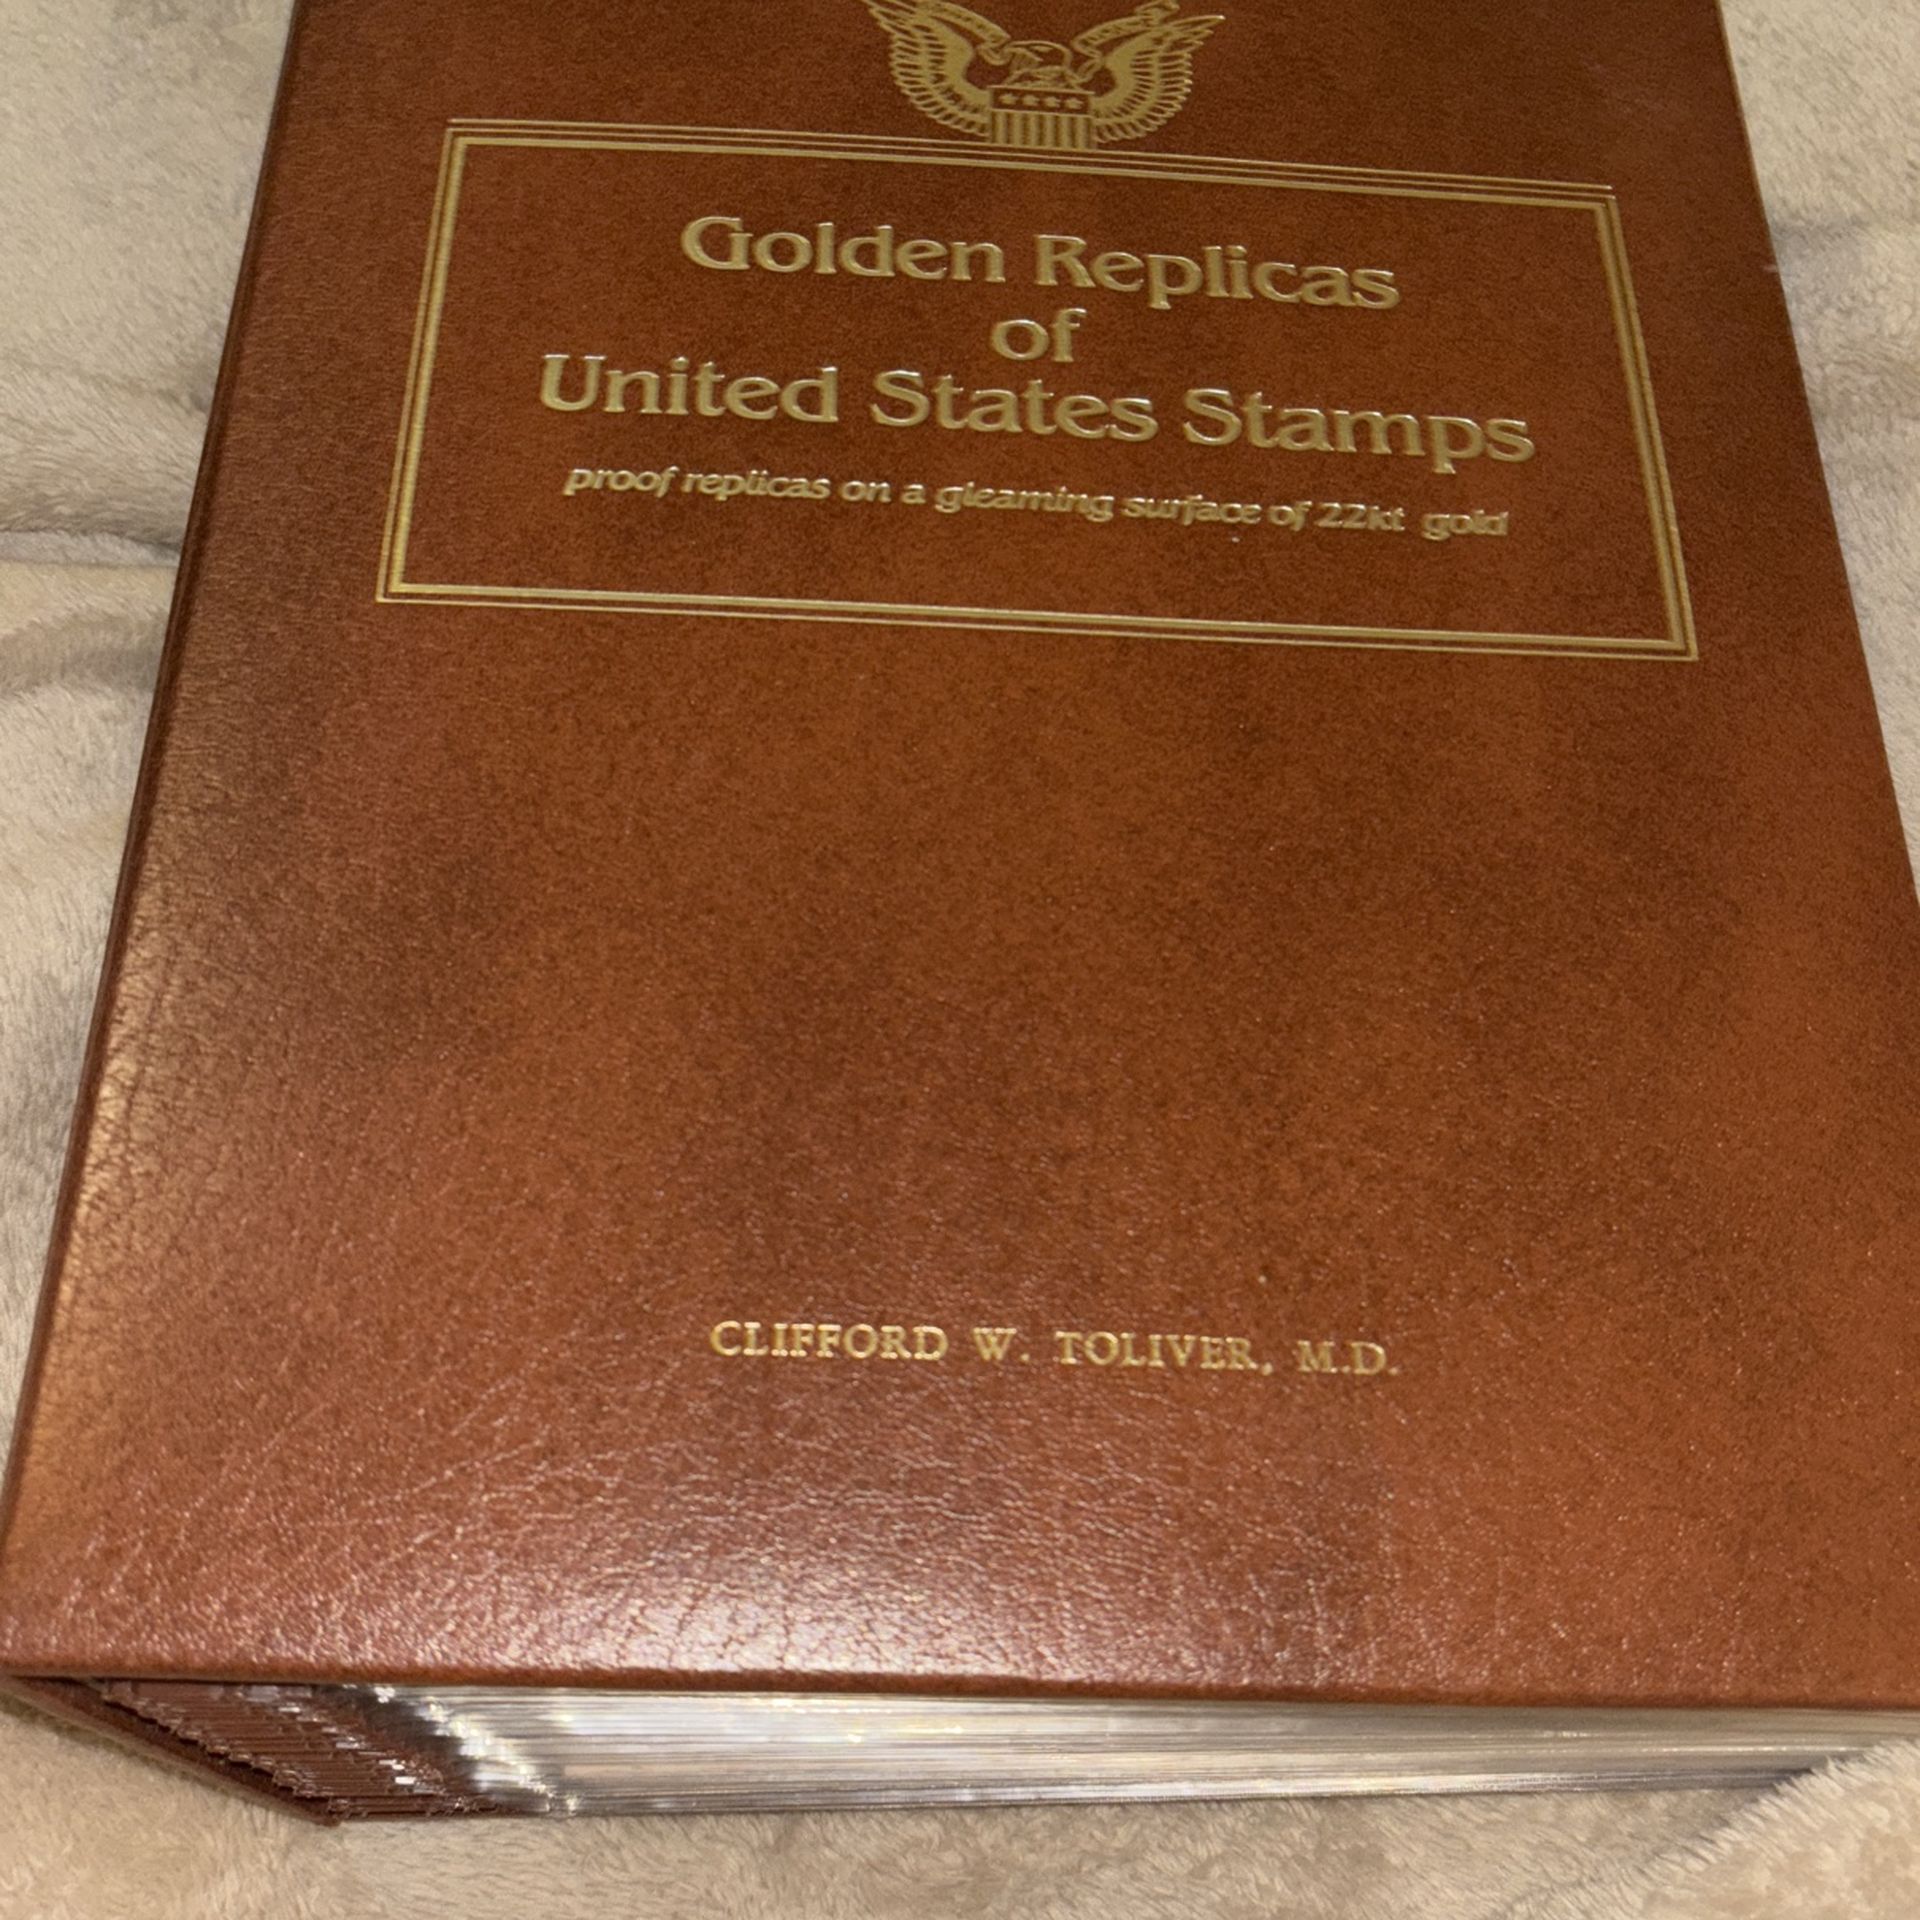 Golden Replicas
of
United States Stamps
proof replicas on a gleaming surface of 22kt gold
CLIFFORD W. TOLIVER, M.D.